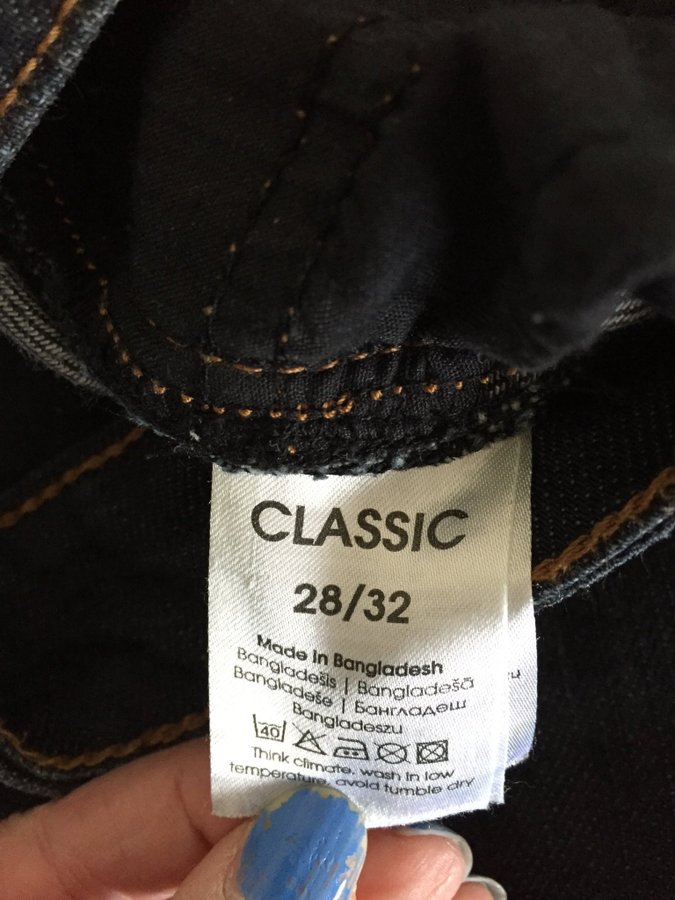 CLASSIC
28/32
Made in Bangladesh
Bangladešis | Bangladešā
Bangladeše | Бангладеш
Bangladeszu
40
Think climate, wash in low
temperature, avoid tumble dry